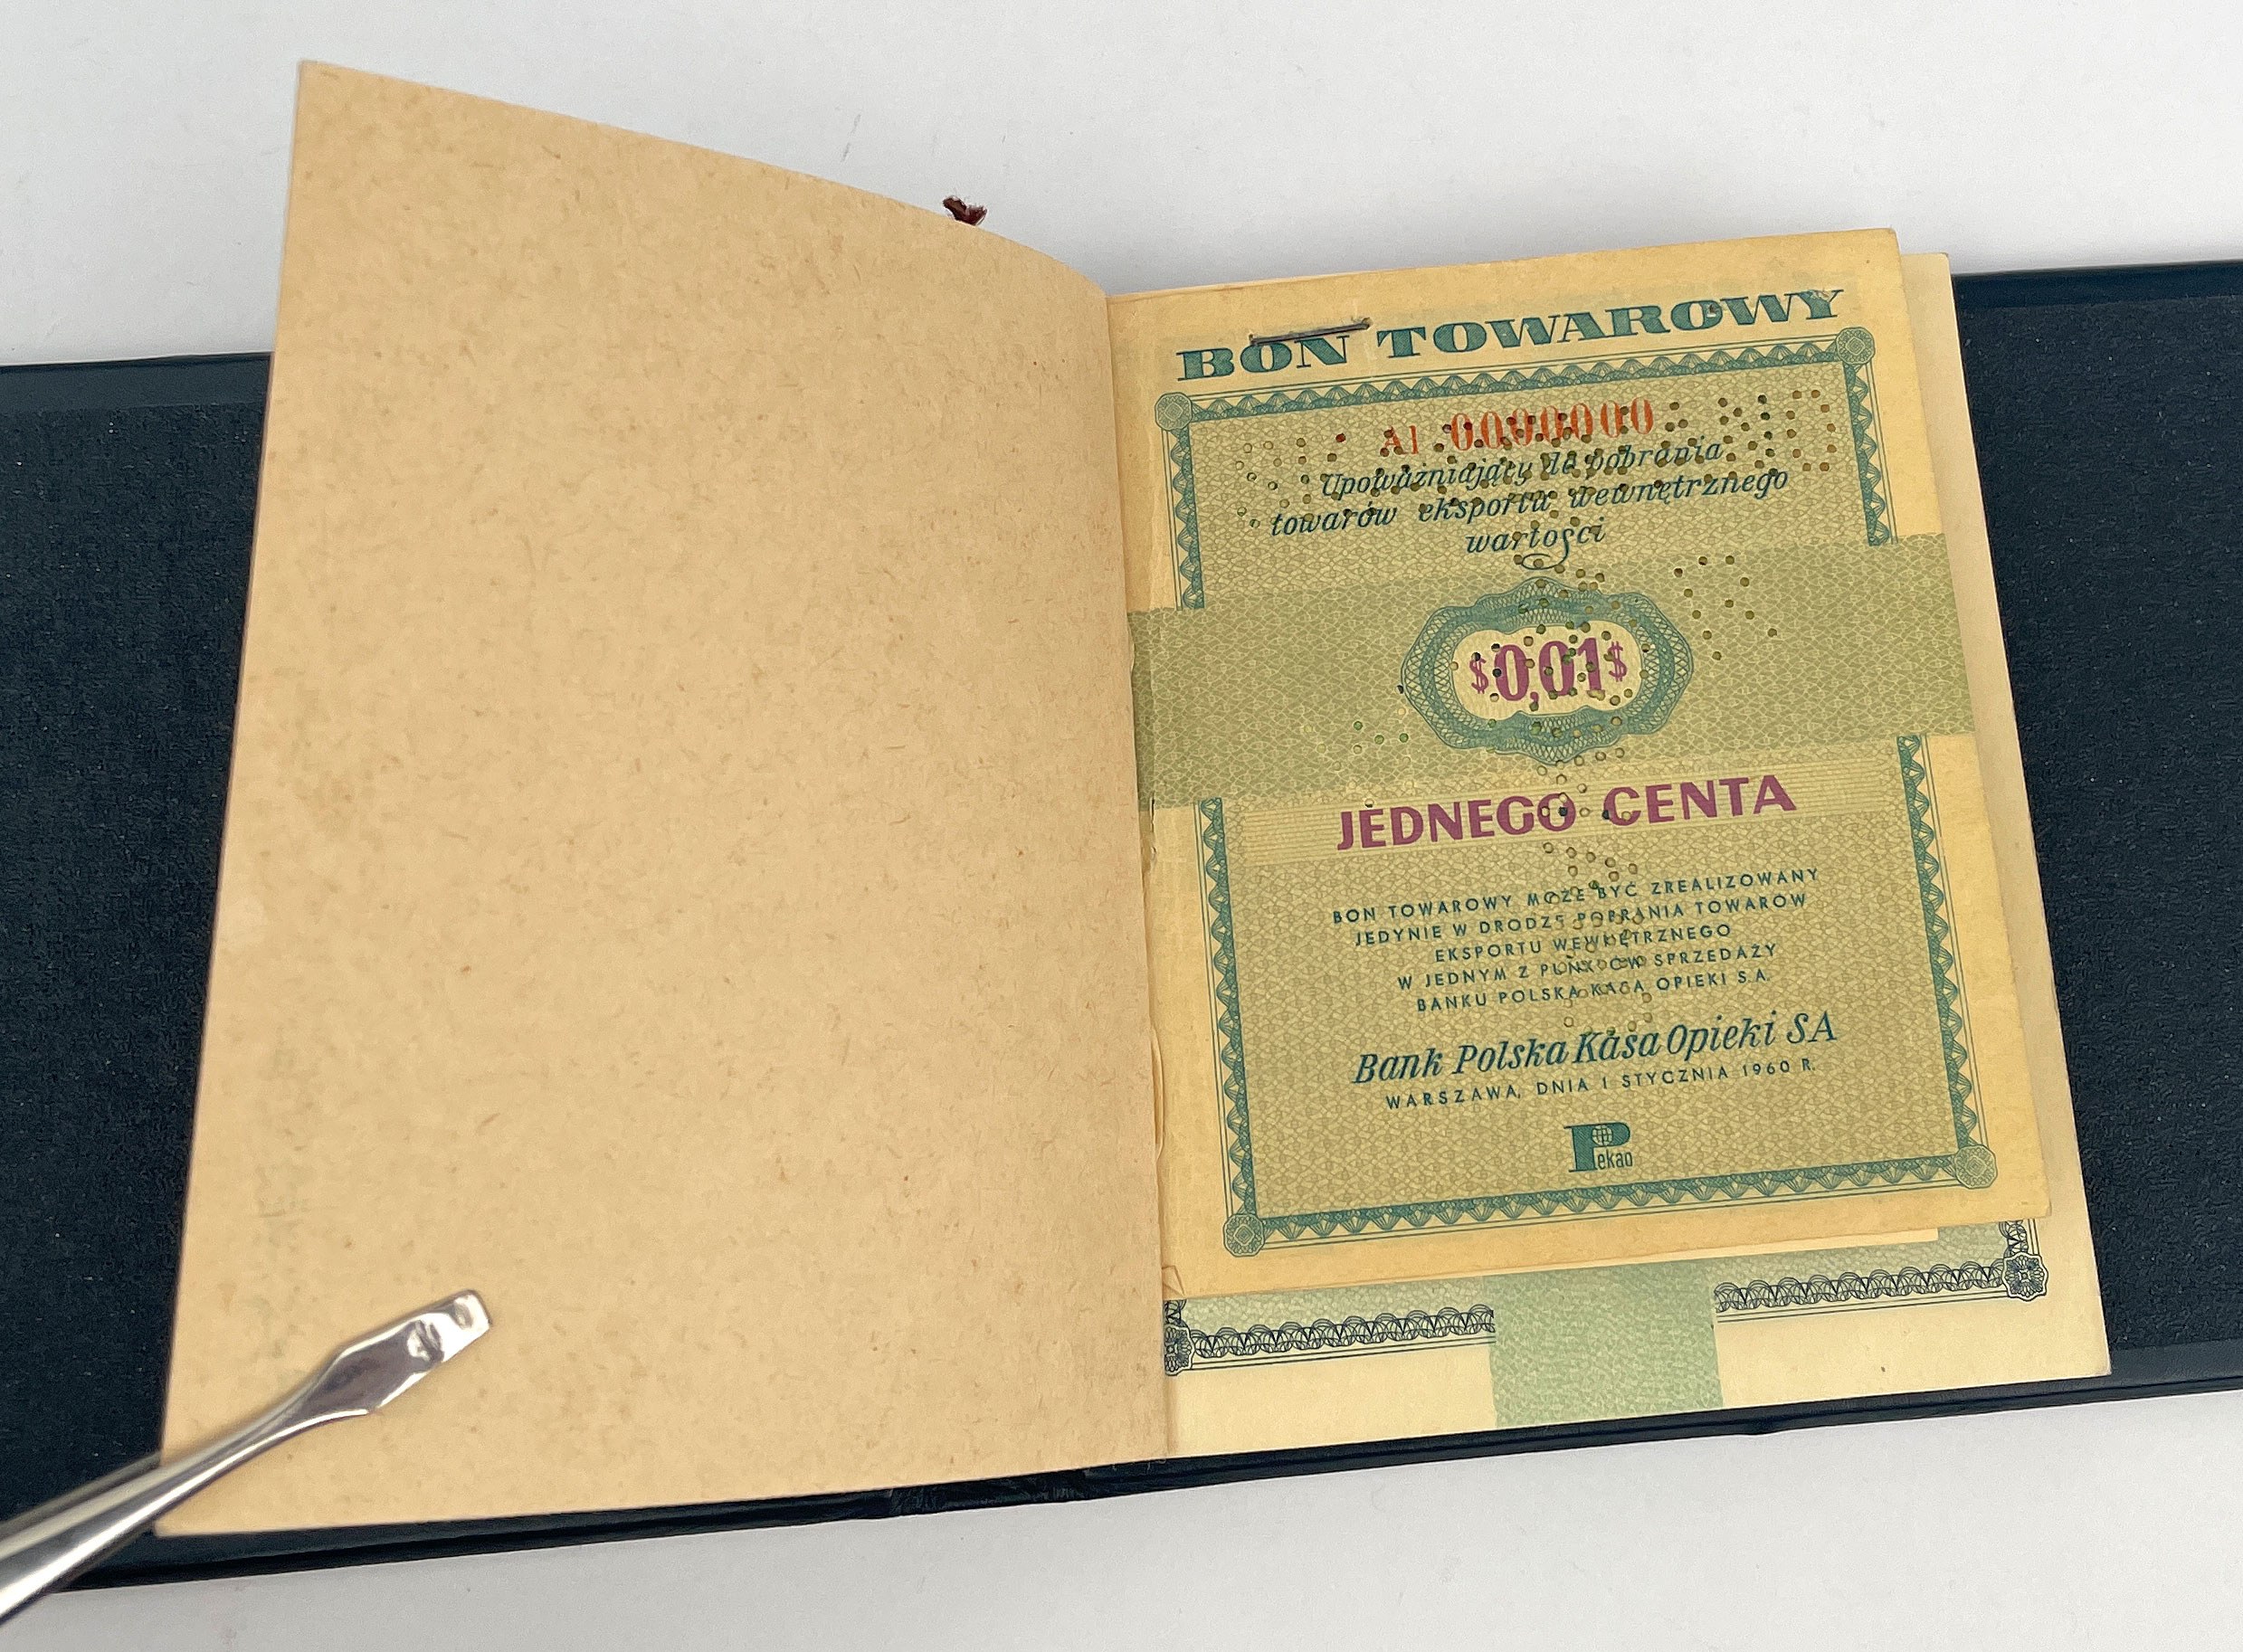 BON TOWAROWY
A1 0000000
Upoważniający do pobrania
towarów eksportu wewnętrznego
wartości
$0,01$
JEDNEGO CENTA
BON TOWAROWY MOŻE BYĆ ZREALIZOWANY
JEDYNIE W DRODZE POBRANIA TOWARÓW
EKSPORTU WEWNĘTRZNEGO
W JEDNYM Z PUNKTÓW SPRZEDAŻY
BANKU POLSKA KASA OPIEKI S.A.
Bank Polska Kasa Opieki SA
WARSZAWA, DNIA 1 STYCZNIA 1960 R.
Pekao